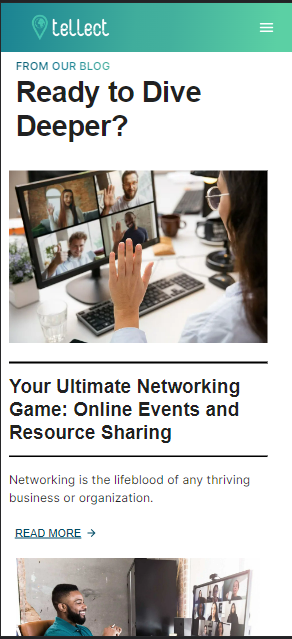 tellect
FROM OUR BLOG
Ready to Dive
Deeper?
Your Ultimate Networking
Game: Online Events and
Resource Sharing
Networking is the lifeblood of any thriving
business or organization.
READ MORE →